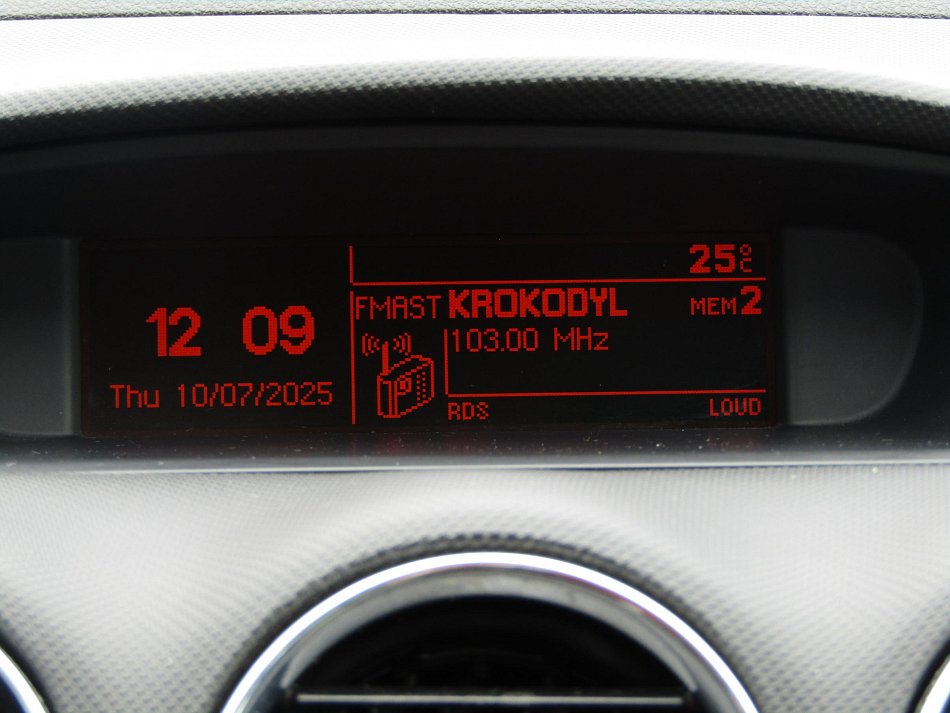 25°C
12 09
Thu 10/07/2025
FMAST KROKODYL MEM 2
103.00 MHz
RDS LOUD